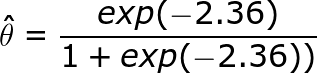 θ̂ = exp(−2.36) / 1 + exp(−2.36))